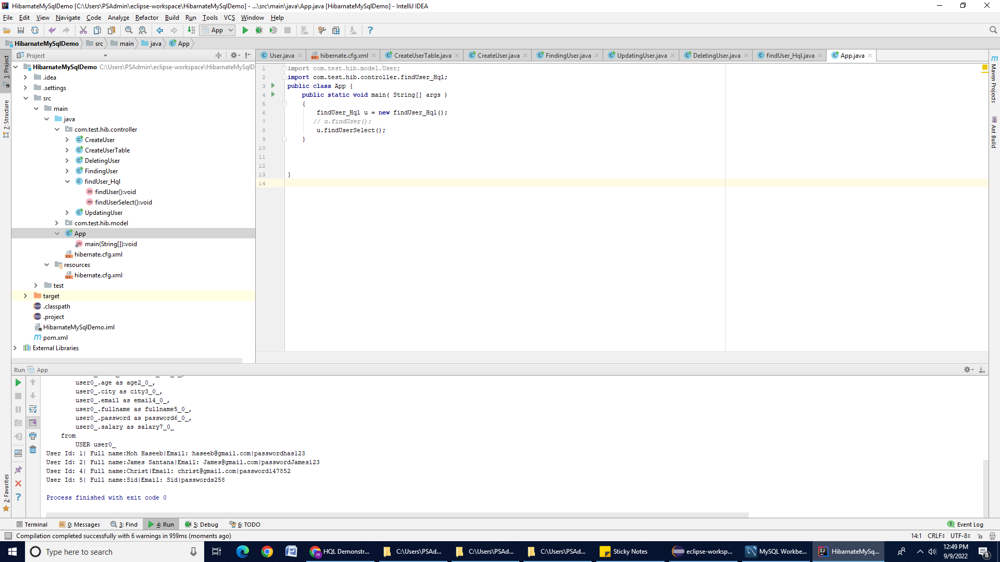 HibarnateMySqlDemo [C:\Users\PSAdmin\eclipse-workspace\HibarnateMySqlDemo] - ...\src\main\java\App.java [HibarnateMySqlDemo] - IntelliJ IDEA
File Edit View Navigate Code Analyze Refactor Build Run Tools VCS Window Help
App
HibarnateMySqlDemo src main java App
Project
User.java hibernate.cfg.xml CreateUserTable.java CreateUser.java FindingUser.java UpdatingUser.java DeletingUser.java findUser_Hql.java App.java
1: Project
7: Structure
2: Favorites
HibarnateMySqlDemo C:\Users\PSAdmin\eclipse-workspace\HibarnateMySqlD
.idea
.settings
src
main
java
com.test.hib.controller
CreateUser
CreateUserTable
DeletingUser
FindingUser
findUser_Hql
findUser():void
findUserSelect():void
UpdatingUser
com.test.hib.model
App
main(String[]):void
hibernate.cfg.xml
resources
hibernate.cfg.xml
test
target
.classpath
.project
HibarnateMySqlDemo.iml
pom.xml
External Libraries
1 import com.test.hib.model.User;
2 import com.test.hib.controller.findUser_Hql;
3 public class App {
4 public static void main( String[] args )
5 {
6 findUser_Hql u = new findUser_Hql();
7 // u.findUser();
8 u.findUserSelect();
9 }
10
11
12
13 }
14
Maven Projects
Ant Build
Run App
user0_.age as age2_0_,
user0_.city as city3_0_,
user0_.email as email4_0_,
user0_.fullname as fullname5_0_,
user0_.password as password6_0_,
user0_.salary as salary7_0_
from
USER user0_
User Id: 1| Full name:Moh Haseeb|Email: haseeb@gmail.com|passwordhas123
User Id: 2| Full name:James Santana|Email: James@gmail.com|passwordJames123
User Id: 4| Full name:Christ|Email: christ@gmail.com|password147852
User Id: 5| Full name:Sid|Email: Sid|passwords258
Process finished with exit code 0
Terminal 0: Messages 3: Find 4: Run 5: Debug 6: TODO 1 Event Log
Compilation completed successfully with 6 warnings in 959ms (moments ago) 14:1 CRLF UTF-8
Type here to search HQL Demonstr... C:\Users\PSAd... C:\Users\PSAd... C:\Users\PSAd... Sticky Notes eclipse-worksp... MySQL Workbe... HibarnateMySq... 12:49 PM
9/9/2022 8